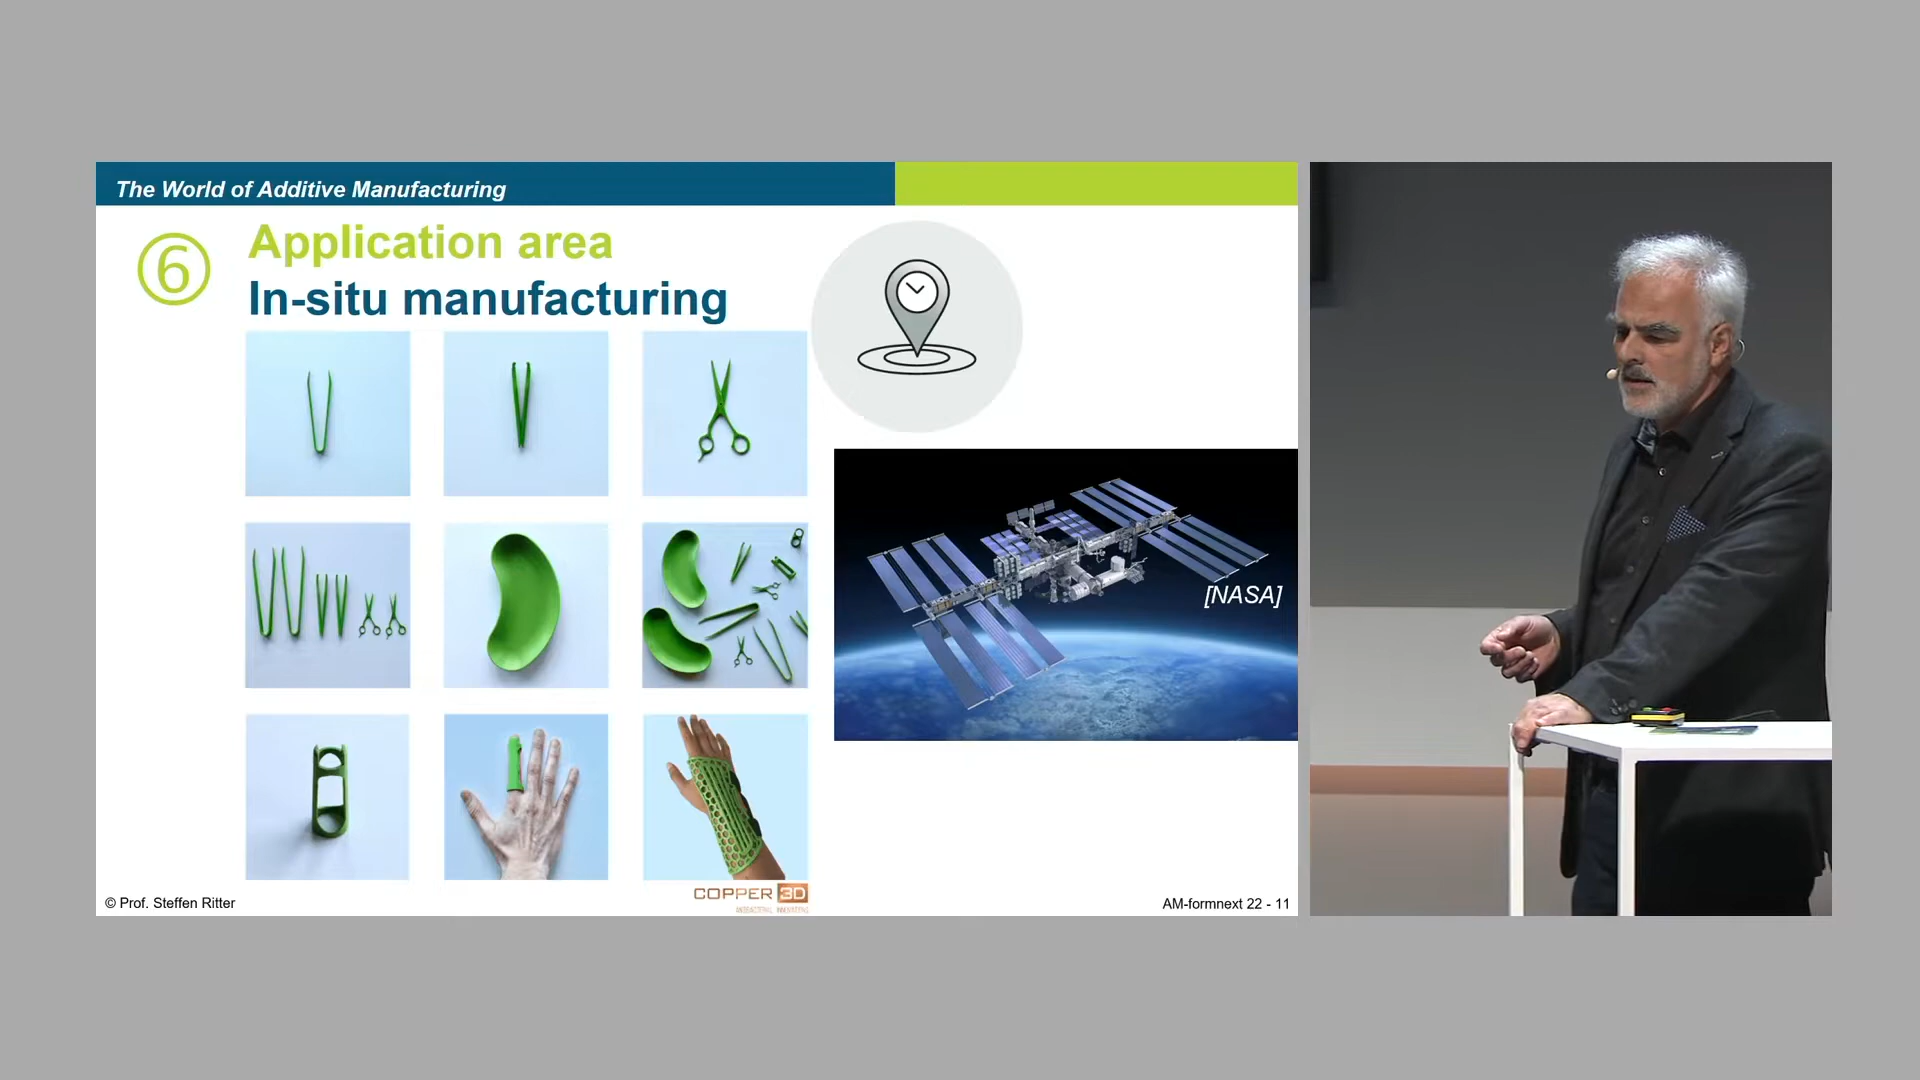 The World of Additive Manufacturing
6
Application area
In-situ manufacturing
[NASA]
COPPER 3D
© Prof. Steffen Ritter
AM-formnext 22 - 11